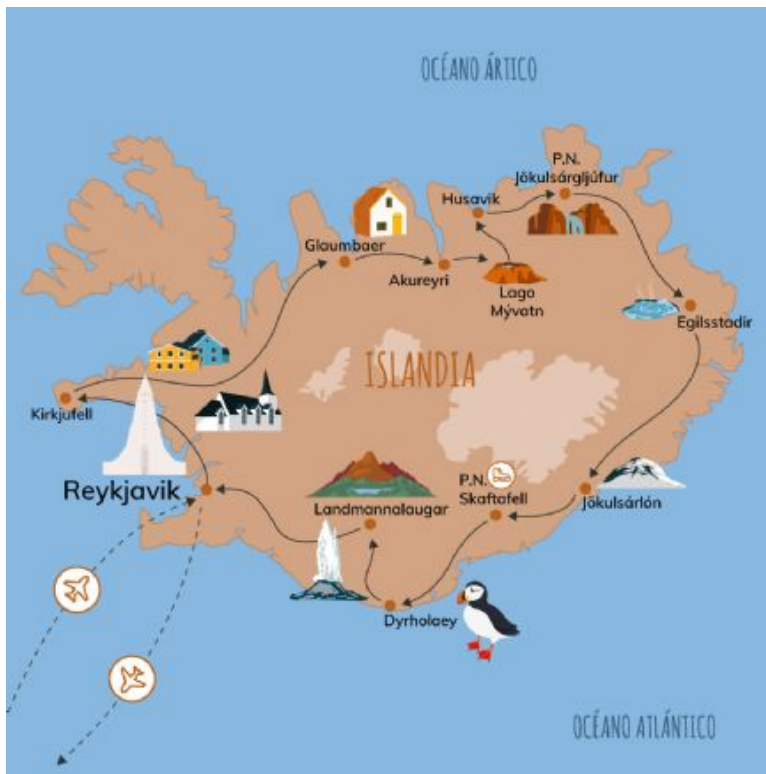 OCÉANO ÁRTICO
P.N.
Jökulsárgljúfur
Husavik
Glaumbaer
Akureyri
Lago
Mývatn
Egilsstadir
ISLANDIA
Kirkjufell
Reykjavik
Landmannalaugar
P.N.
Skaftafell
Jökulsárlón
Dyrholaey
OCÉANO ATLÁNTICO